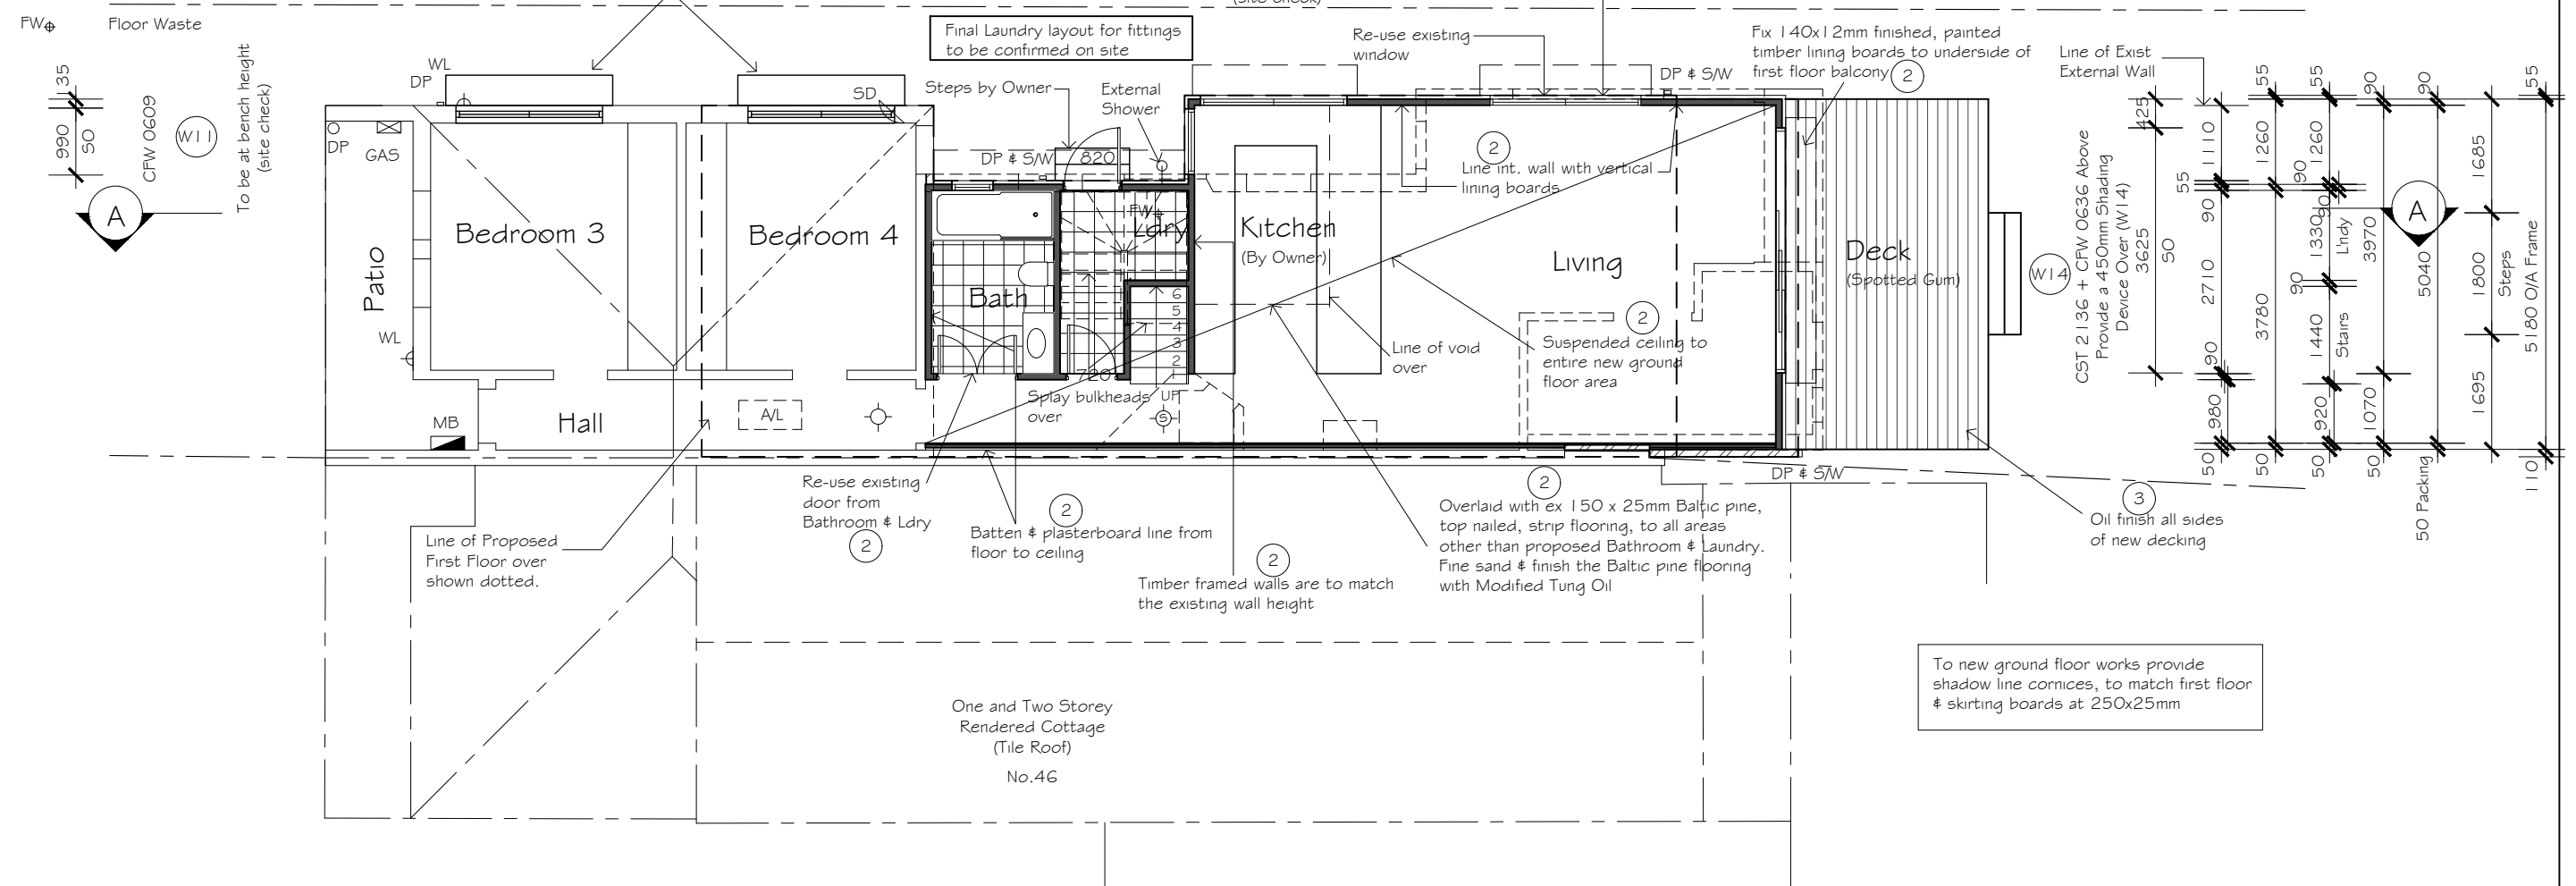 (site check)
FW
Floor Waste
Final Laundry layout for fittings
to be confirmed on site
Re-use existing
window
Fix 140x12mm finished, painted
timber lining boards to underside of
first floor balcony
2
Line of Exist
External Wall
135
990
SO
CFW 0609
W11
To be at bench height
(site check)
A
WL
DP
SD
Steps by Owner
External
Shower
DP & S/W
DP
GAS
Patio
WL
Bedroom 3
Bedroom 4
DP & S/W
820
FW
Ldry
Bath
6
5
4
3
2
1
720
UP
S
Splay bulkheads
over
Kitchen
(By Owner)
2
Line int. wall with vertical
lining boards
Living
2
Suspended ceiling to
entire new ground
floor area
Line of void
over
Deck
(Spotted Gum)
W14
CST 2136 + CFW 0636 Above
Provide a 450mm Shading
Device Over (W14)
425
3625
SO
1110
55
90
2710
90
980
50
55
1260
3780
50
55
1260
90
90
1330
L'ndy
90
1440
Stairs
920
50
90
3970
1070
50
90
5040
50 Packing
A
1685
1800
Steps
1695
55
5180 O/A Frame
110
MB
Hall
A/L
Line of Proposed
First Floor over
shown dotted.
Re-use existing
door from
Bathroom & Ldry
2
2
Batten & plasterboard line from
floor to ceiling
2
Timber framed walls are to match
the existing wall height
2
Overlaid with ex 150 x 25mm Baltic pine,
top nailed, strip flooring, to all areas
other than proposed Bathroom & Laundry.
Fine sand & finish the Baltic pine flooring
with Modified Tung Oil
DP & S/W
3
Oil finish all sides
of new decking
To new ground floor works provide
shadow line cornices, to match first floor
& skirting boards at 250x25mm
One and Two Storey
Rendered Cottage
(Tile Roof)
No.46